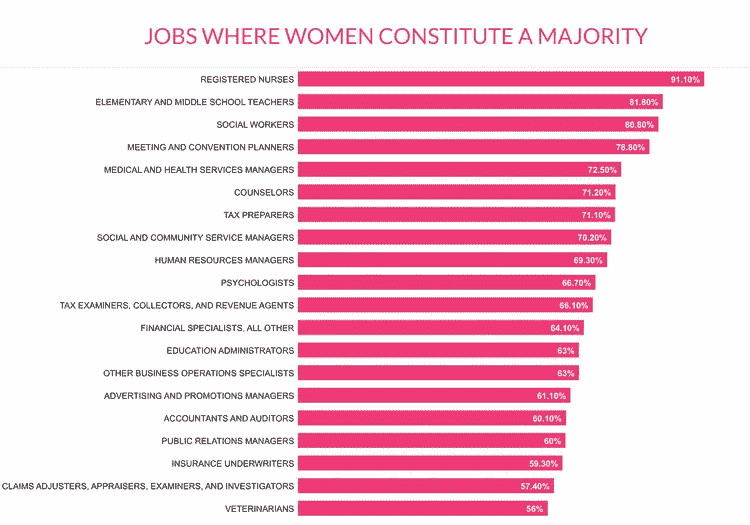 JOBS WHERE WOMEN CONSTITUTE A MAJORITY
REGISTERED NURSES 91.10%
ELEMENTARY AND MIDDLE SCHOOL TEACHERS 81.80%
SOCIAL WORKERS 80.80%
MEETING AND CONVENTION PLANNERS 78.80%
MEDICAL AND HEALTH SERVICES MANAGERS 72.50%
COUNSELORS 71.20%
TAX PREPARERS 71.10%
SOCIAL AND COMMUNITY SERVICE MANAGERS 70.20%
HUMAN RESOURCES MANAGERS 69.30%
PSYCHOLOGISTS 66.70%
TAX EXAMINERS, COLLECTORS, AND REVENUE AGENTS 66.10%
FINANCIAL SPECIALISTS, ALL OTHER 64.10%
EDUCATION ADMINISTRATORS 63%
OTHER BUSINESS OPERATIONS SPECIALISTS 63%
ADVERTISING AND PROMOTIONS MANAGERS 61.10%
ACCOUNTANTS AND AUDITORS 60.10%
PUBLIC RELATIONS MANAGERS 60%
INSURANCE UNDERWRITERS 59.30%
CLAIMS ADJUSTERS, APPRAISERS, EXAMINERS, AND INVESTIGATORS 57.40%
VETERINARIANS 56%